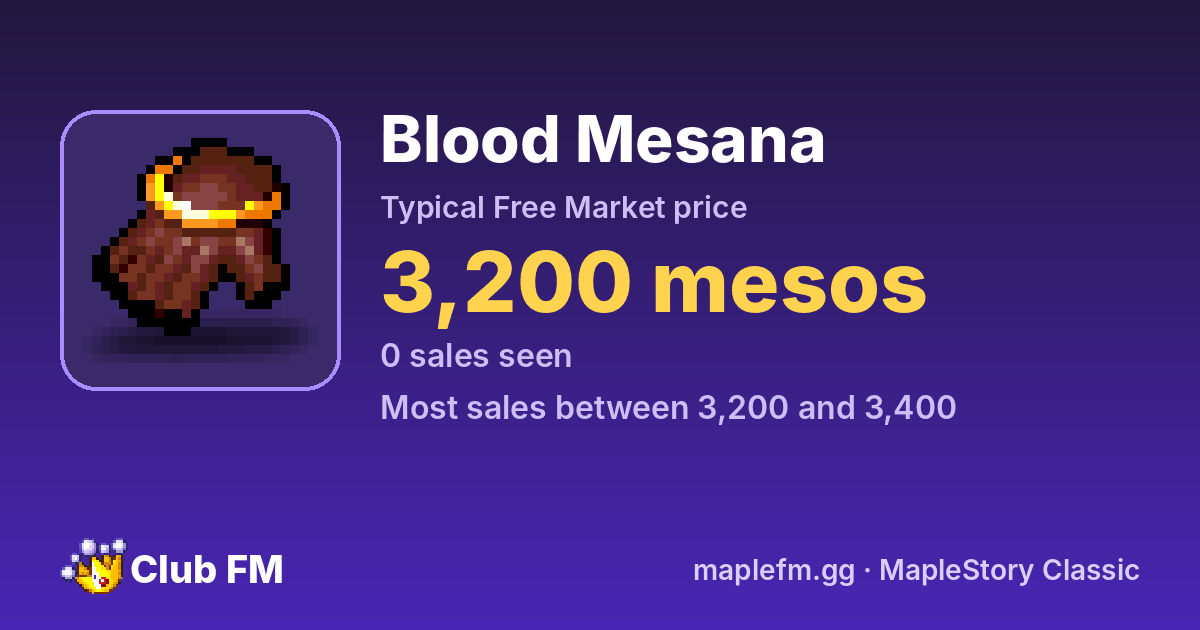 Blood Mesana
Typical Free Market price
3,200 mesos
0 sales seen
Most sales between 3,200 and 3,400
Club FM
maplefm.gg · MapleStory Classic